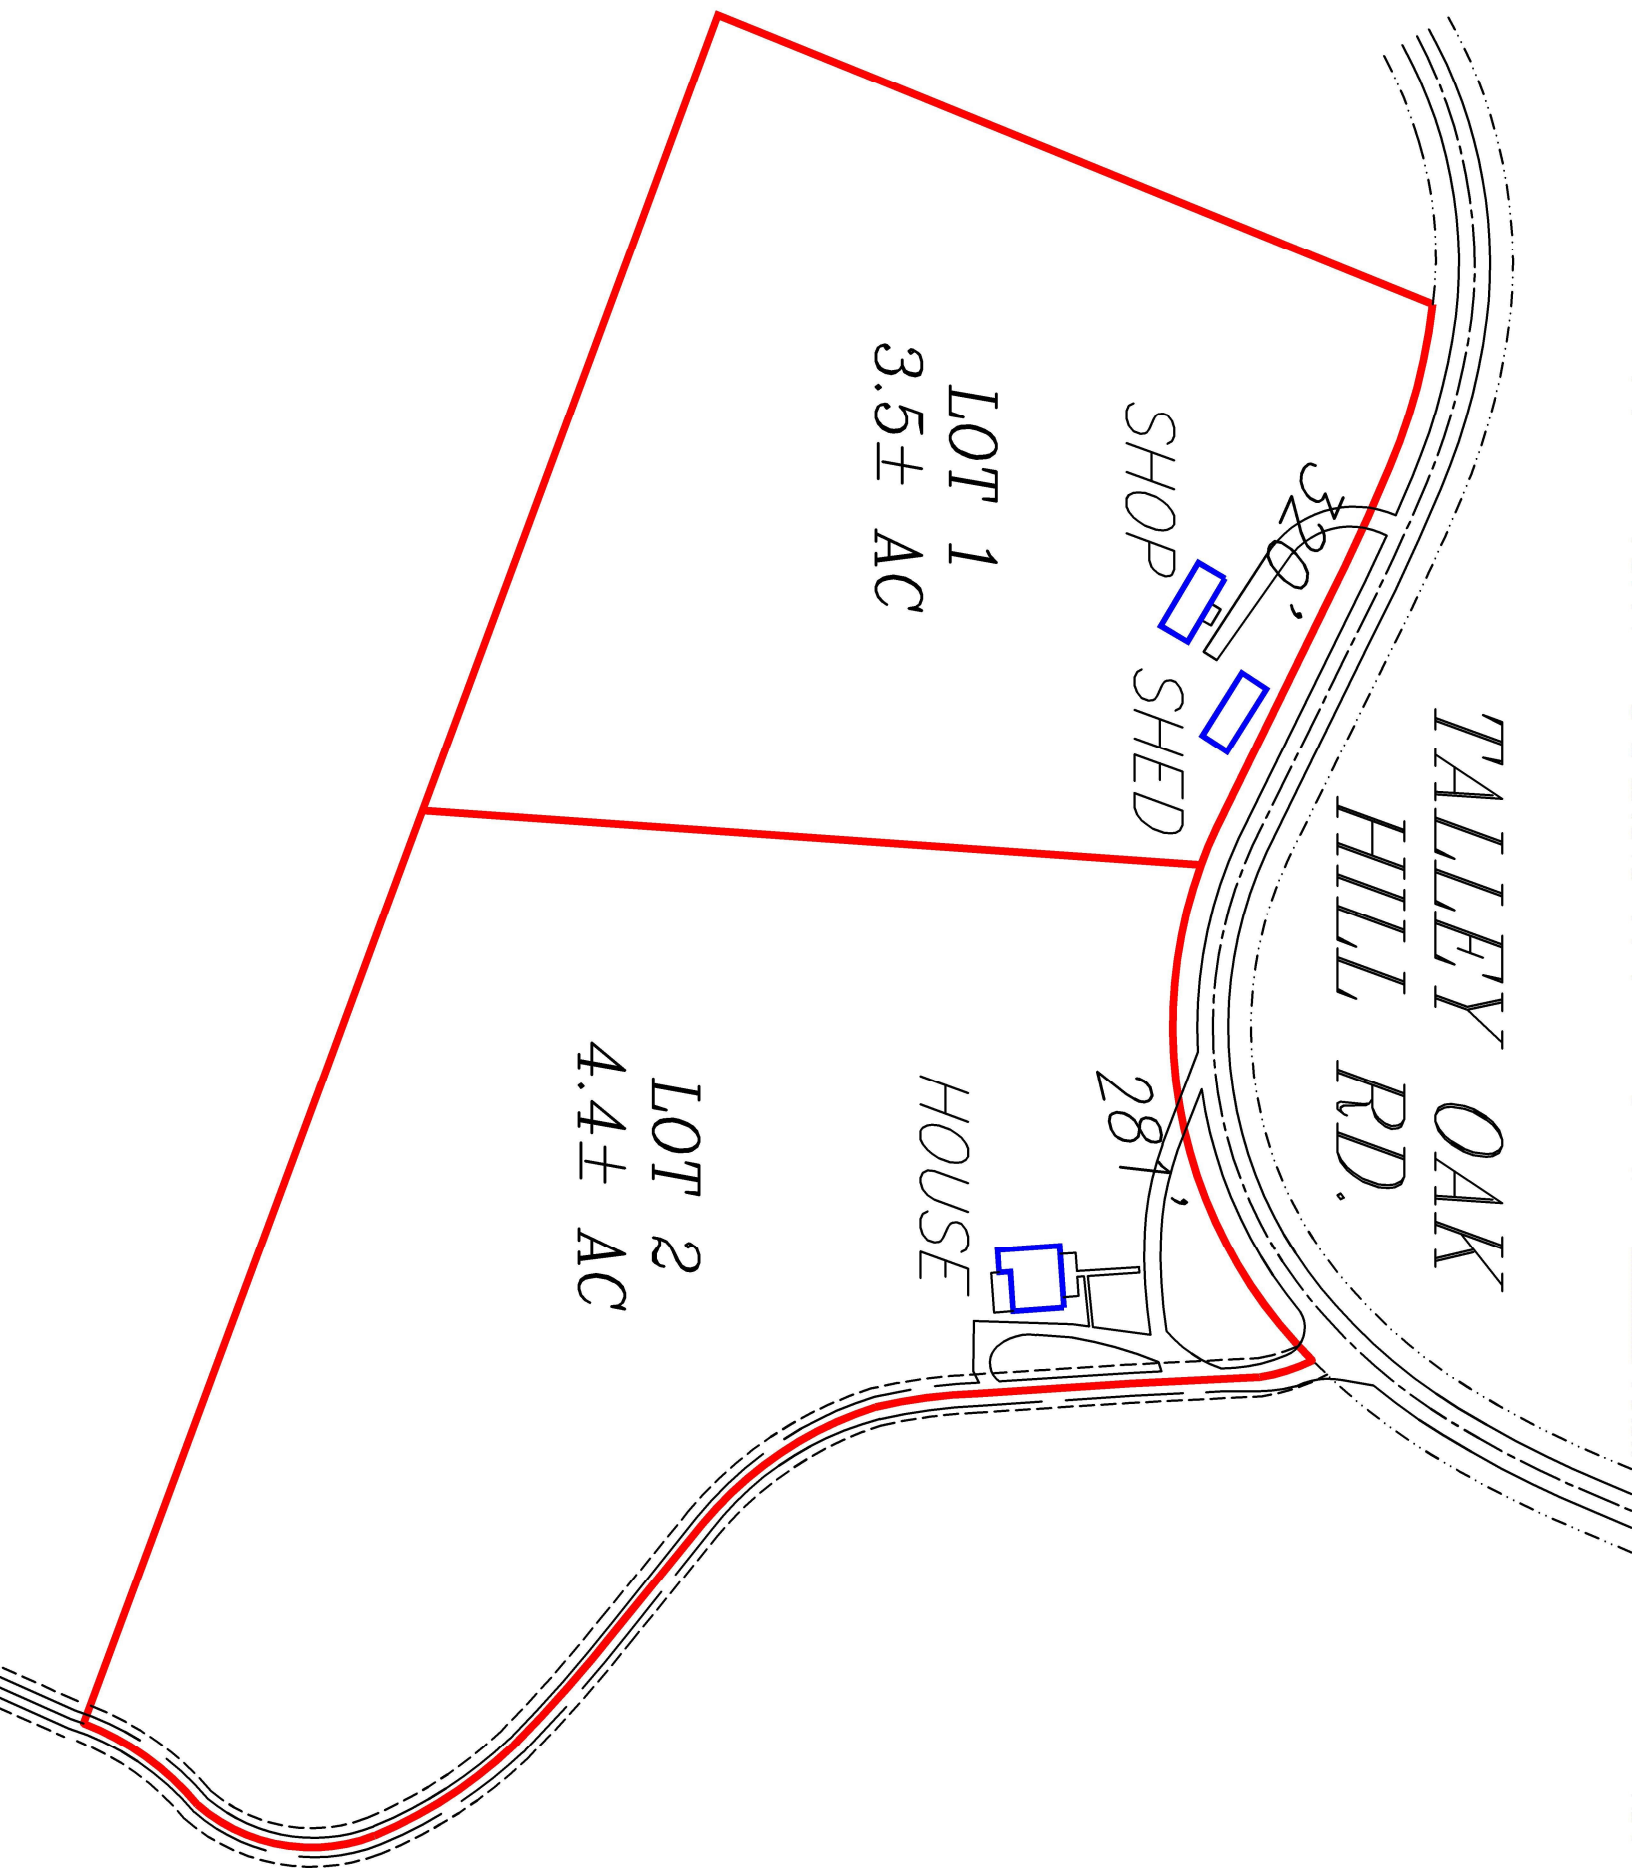 TALLEY OAK
HILL RD.
320'
281'
SHOP
SHED
HOUSE
LOT 1
3.5± AC
LOT 2
4.4± AC